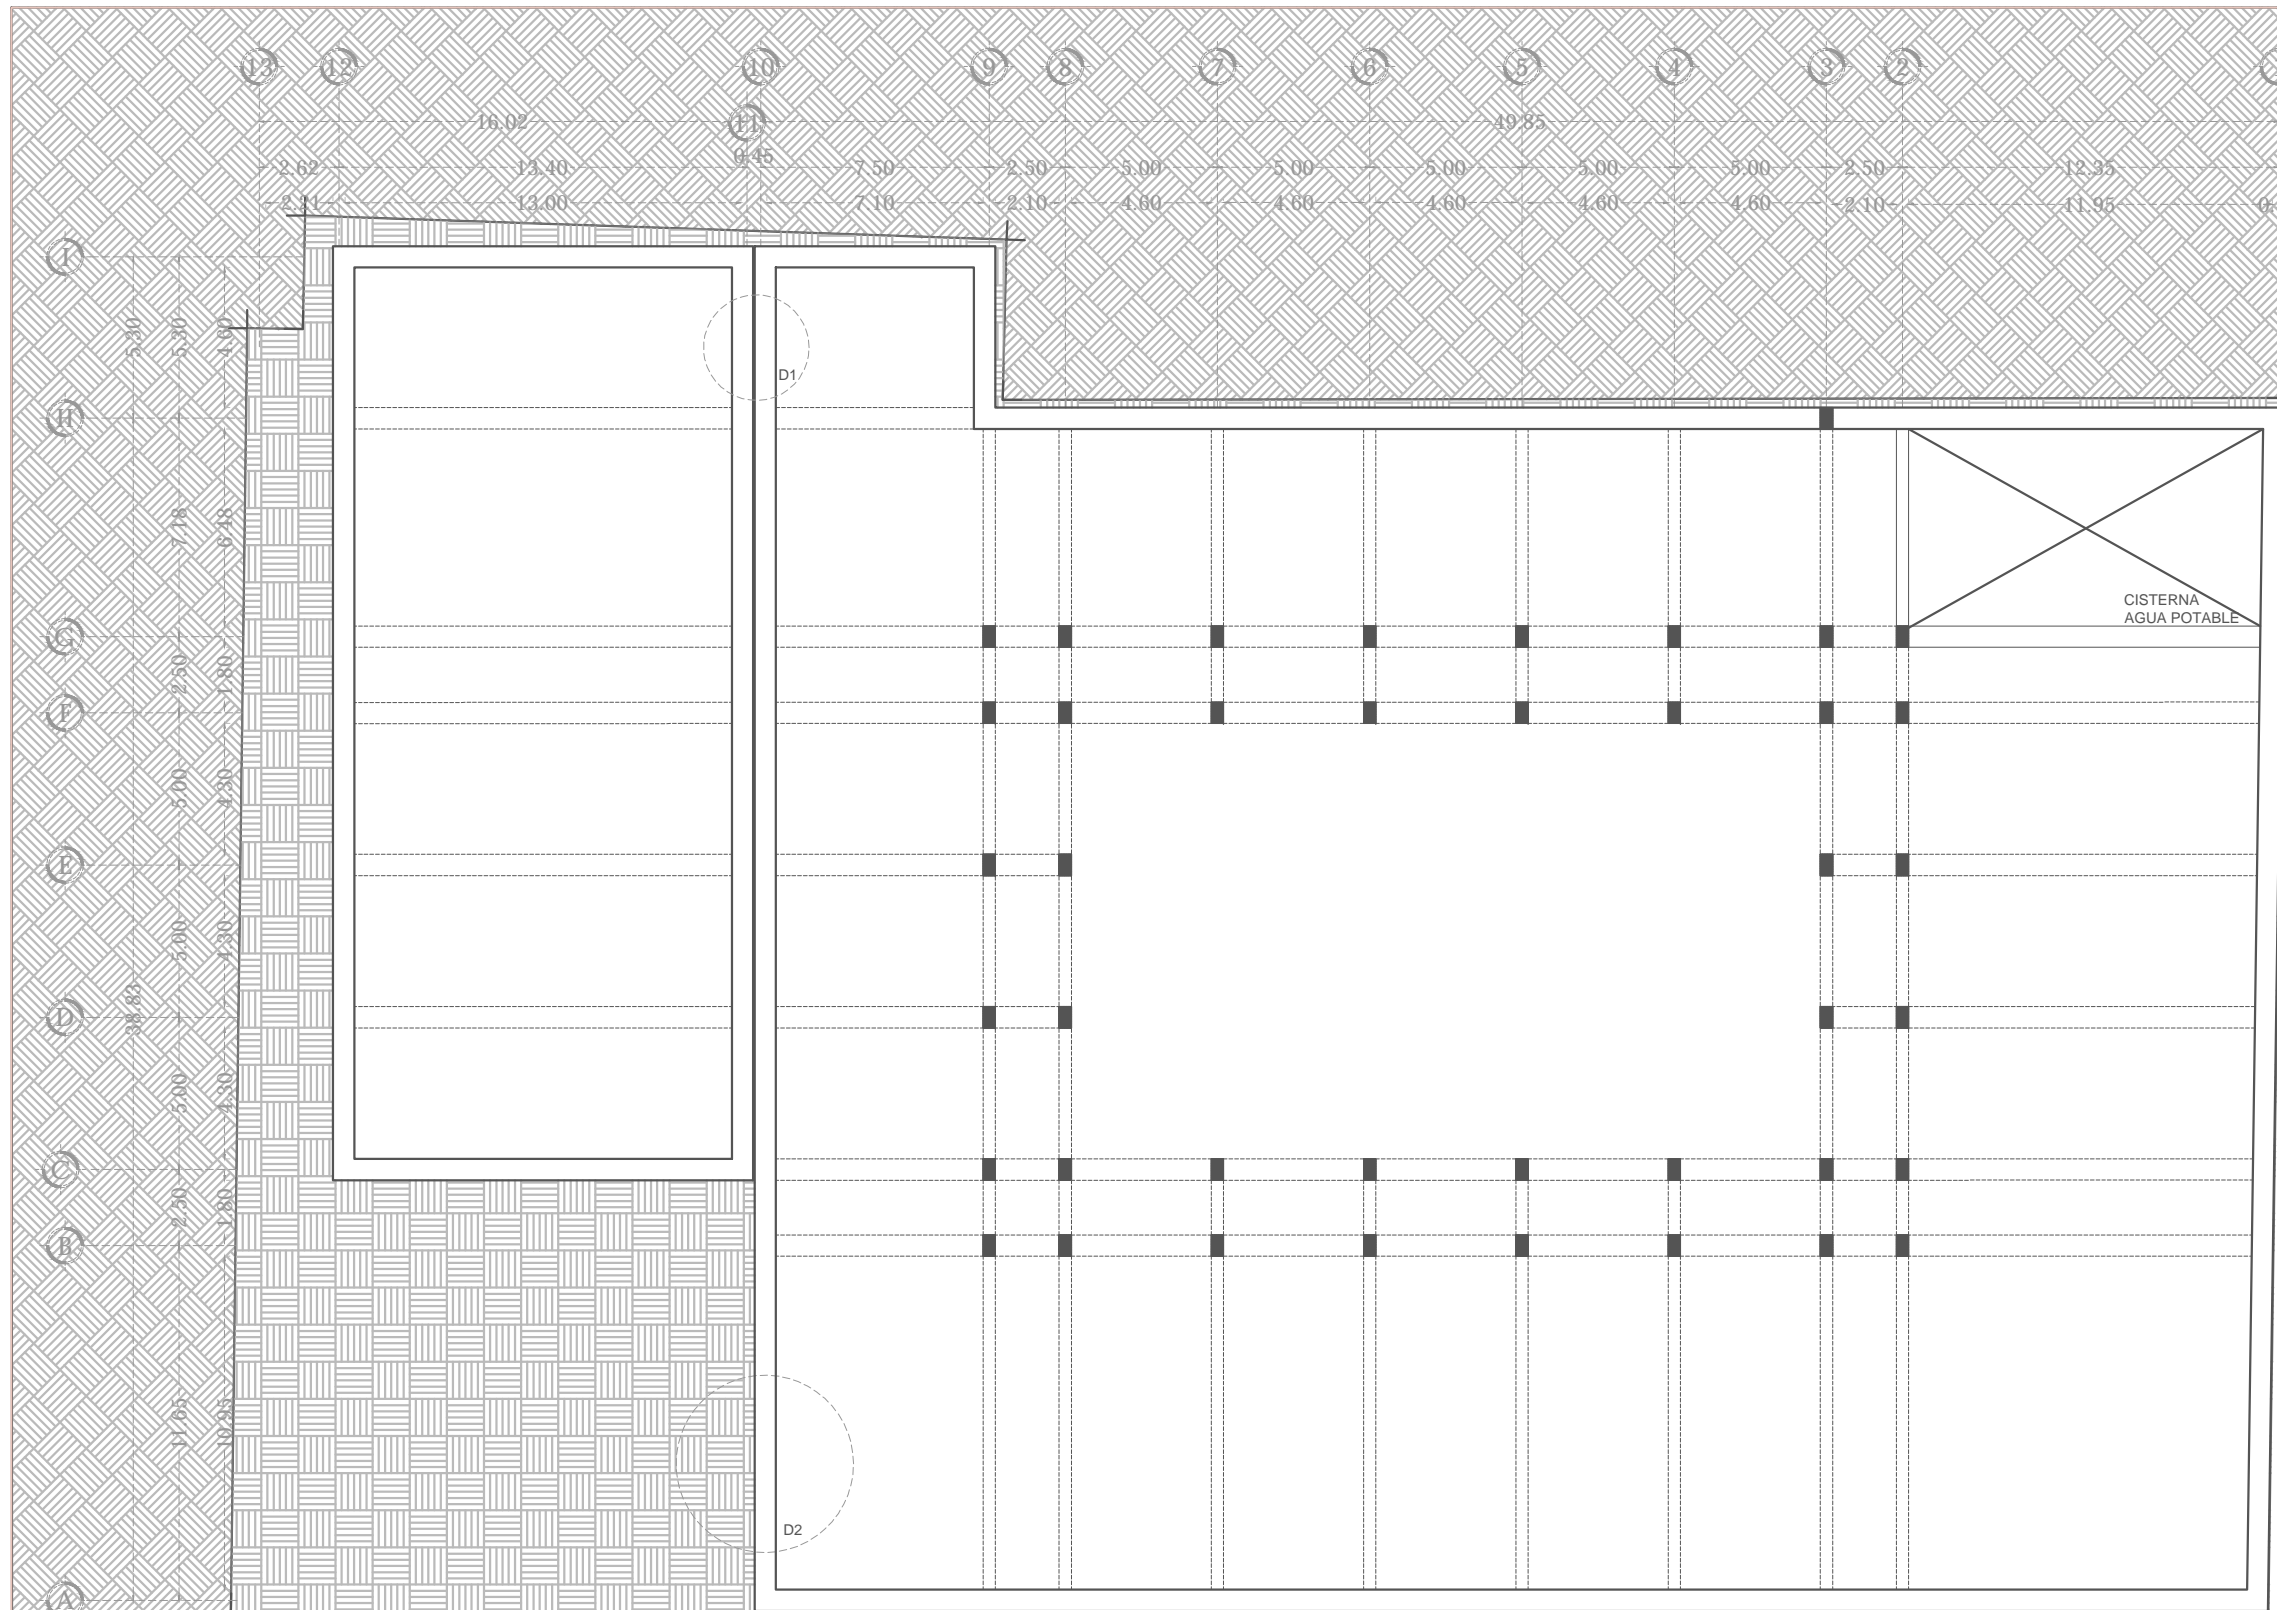 13 12 10 9 8 7 6 5 4 3 2
16.02 11 49.85
0.45
2.62 13.40 7.50 2.50 5.00 5.00 5.00 5.00 5.00 2.50 12.35
2.21 13.00 7.10 2.10 4.60 4.60 4.60 4.60 4.60 2.10 11.95
I
5.30 5.30 4.60
D1
H
7.18 6.48
CISTERNA
AGUA POTABLE
G
2.50 1.80
F
5.00 4.30
E
5.00 4.30
38.83
D
5.00 4.30
C
2.50 1.80
B
11.65 10.95
D2
A